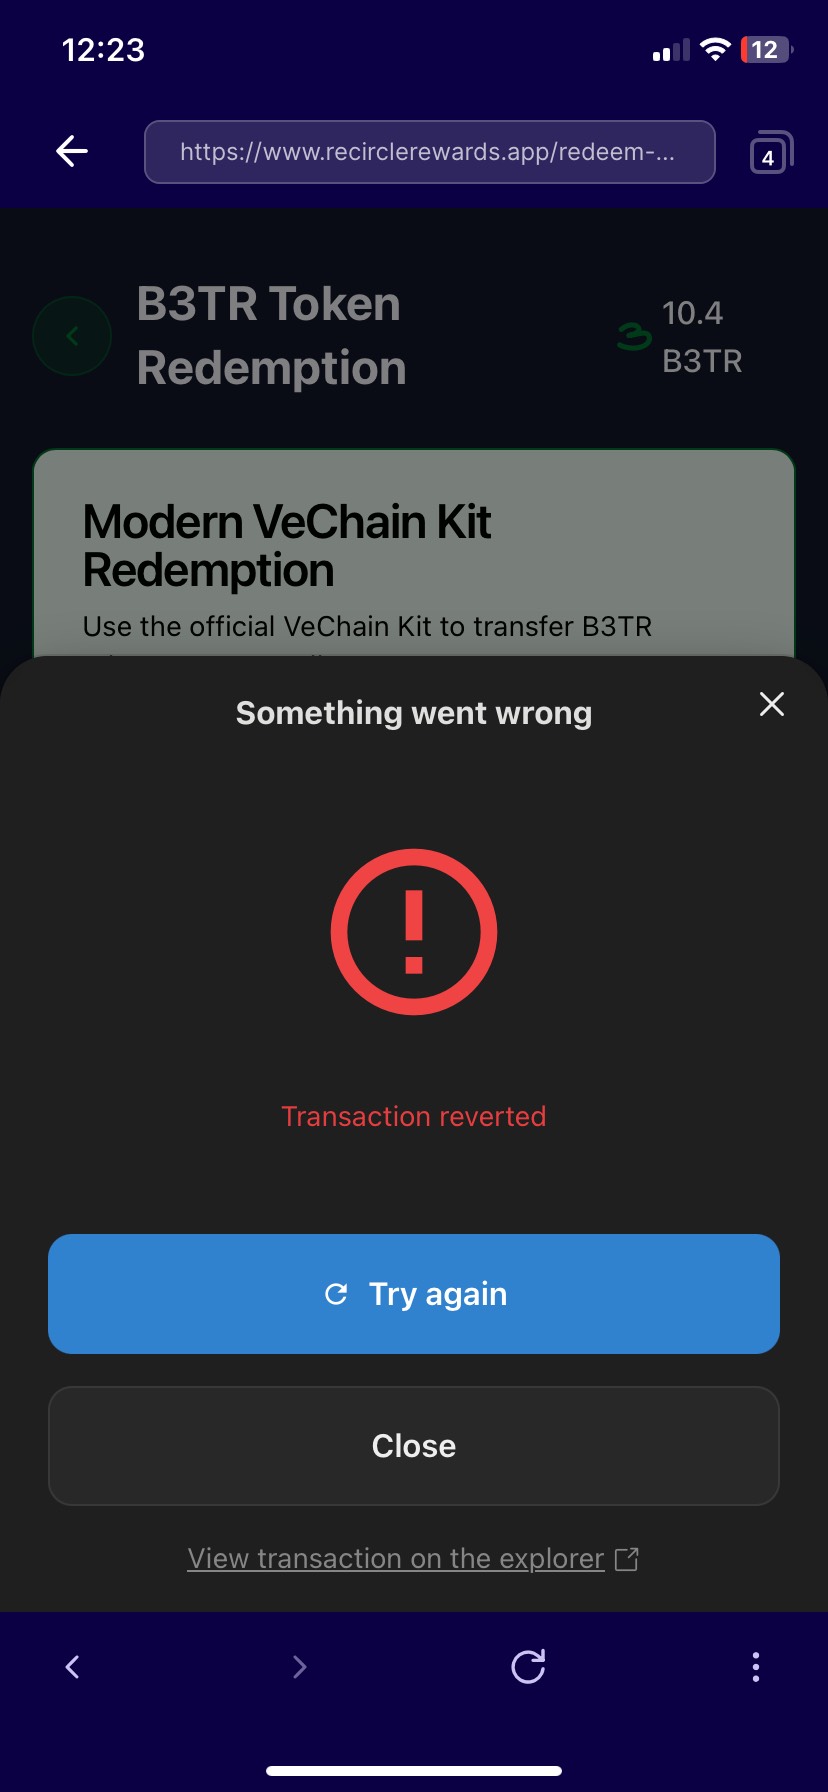 12:23
12
https://www.recirclerewards.app/redeem-...
4
B3TR Token
Redemption
10.4
B3TR
Modern VeChain Kit
Redemption
Use the official VeChain Kit to transfer B3TR
Something went wrong
Transaction reverted
Try again
Close
View transaction on the explorer